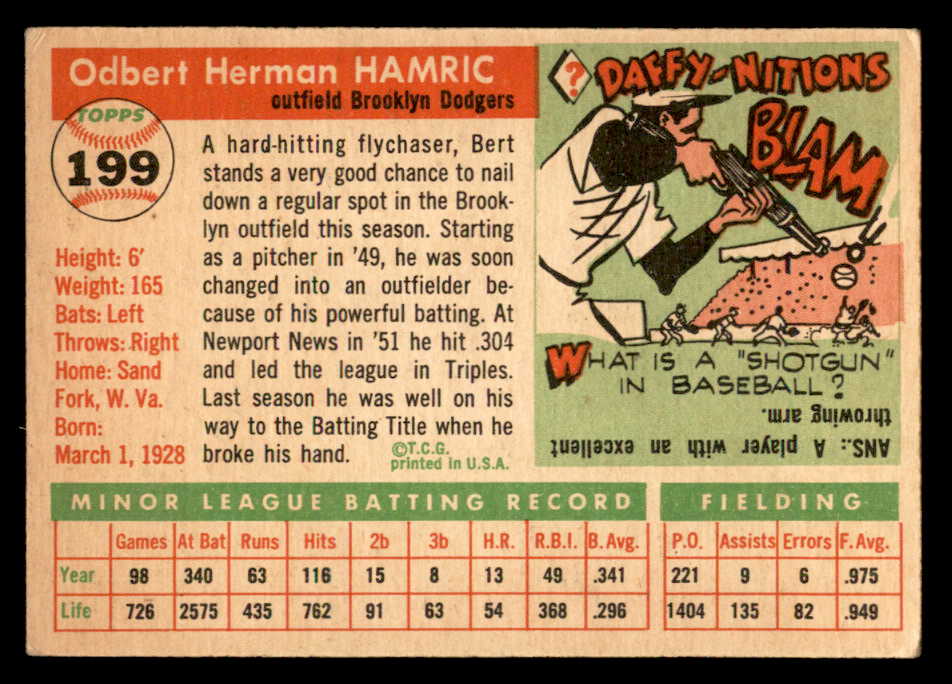 Odbert Herman HAMRIC
outfield Brooklyn Dodgers
TOPPS
199
Height: 6'
Weight: 165
Bats: Left
Throws: Right
Home: Sand
Fork, W. Va.
Born:
March 1, 1928
A hard-hitting flychaser, Bert
stands a very good chance to nail
down a regular spot in the Brook-
lyn outfield this season. Starting
as a pitcher in '49, he was soon
changed into an outfielder be-
cause of his powerful batting. At
Newport News in '51 he hit .304
and led the league in Triples.
Last season he was well on his
way to the Batting Title when he
broke his hand.
©T.C.G.
printed in U.S.A.
?
DAFFY-NITIONS
BLAM
WHAT IS A "SHOTGUN"
IN BASEBALL?
ANS.: A player with an excellent
throwing arm.
MINOR LEAGUE BATTING RECORD
Games At Bat Runs Hits 2b 3b H.R. R.B.I. B. Avg.
Year 98 340 63 116 15 8 13 49 .341
Life 726 2575 435 762 91 63 54 368 .296
FIELDING
P.O. Assists Errors F. Avg.
221 9 6 .975
1404 135 82 .949